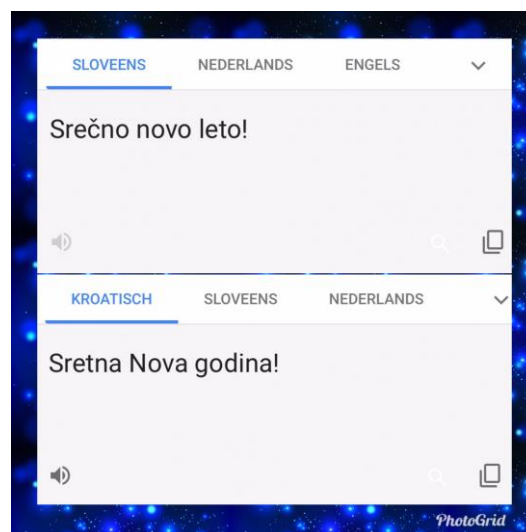 SLOVEENS NEDERLANDS ENGELS
Srečno novo leto!
KROATISCH SLOVEENS NEDERLANDS
Sretna Nova godina!
PhotoGrid